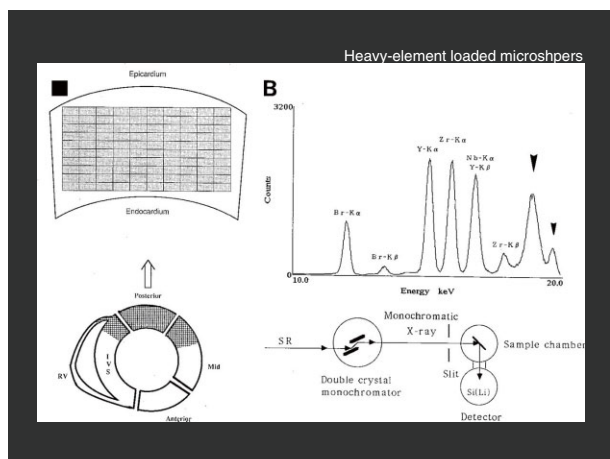 Heavy-element loaded microshpers
Epicardium
Endocardium
Posterior
RV
IVS
Mid
Anterior
B
3200
Counts
0
10.0
Energy keV
20.0
Br-Kα
Br-Kβ
Y-Kα
Zr-Kα
Nb-Kα
Y-Kβ
Zr-Kβ
SR
Double crystal
monochromator
Monochromatic
X-ray
Slit
Sample chamber
Si(Li)
Detector